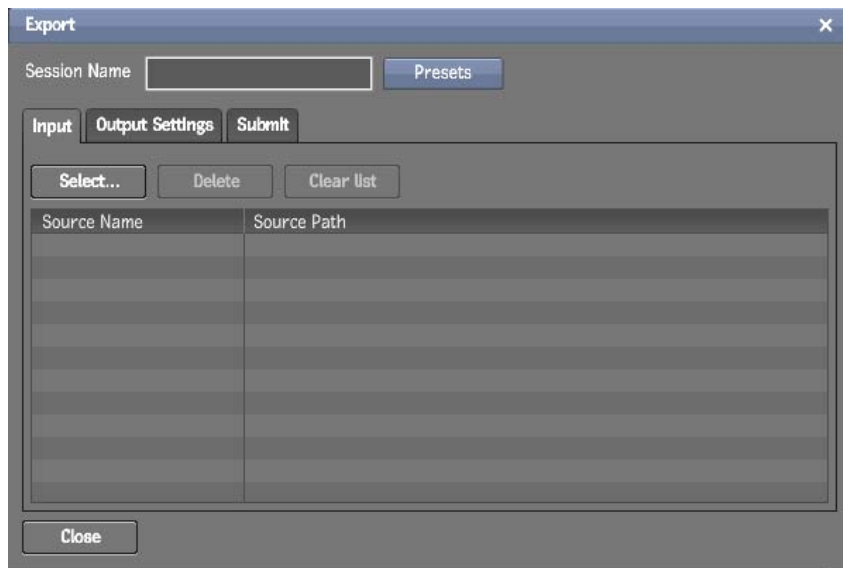 Export
Session Name Presets
Input Output Settings Submit
Select... Delete Clear list
Source Name Source Path
Close